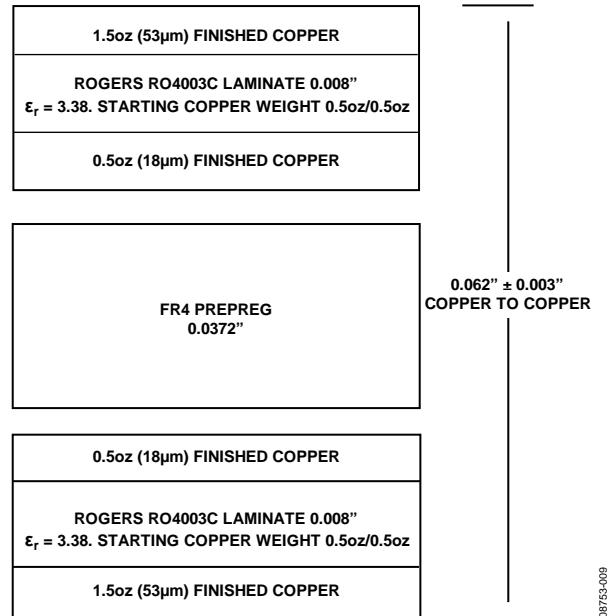 1.5oz (53µm) FINISHED COPPER
ROGERS RO4003C LAMINATE 0.008”
εr = 3.38. STARTING COPPER WEIGHT 0.5oz/0.5oz
0.5oz (18µm) FINISHED COPPER
FR4 PREPREG
0.0372”
0.062” ± 0.003”
COPPER TO COPPER
0.5oz (18µm) FINISHED COPPER
ROGERS RO4003C LAMINATE 0.008”
εr = 3.38. STARTING COPPER WEIGHT 0.5oz/0.5oz
1.5oz (53µm) FINISHED COPPER
08753-009